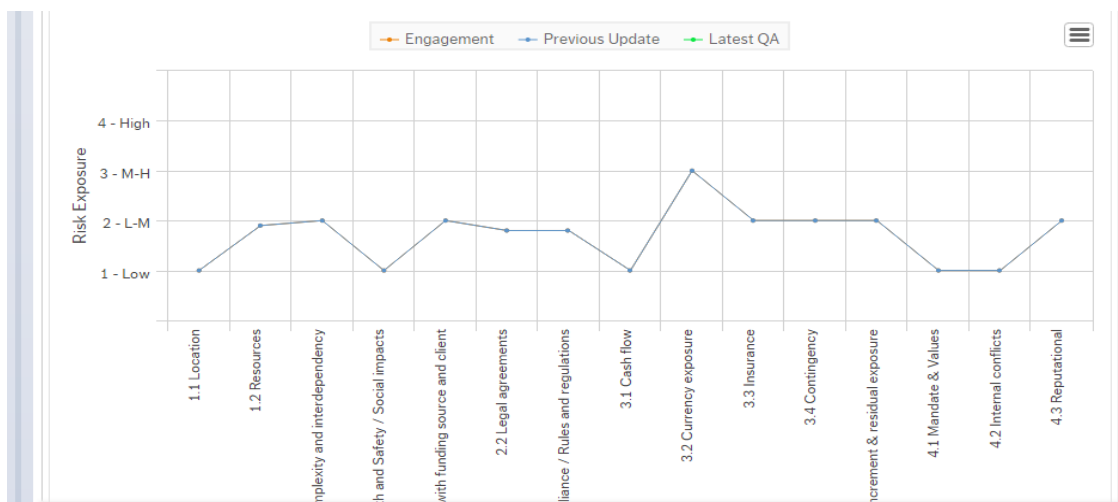 Engagement Previous Update Latest QA
Risk Exposure
4 - High
3 - M-H
2 - L-M
1 - Low
1.1 Location
1.2 Resources
and interdependency
and Safety / Social impacts
with funding source and client
2.2 Legal agreements
/ Rules and regulations
3.1 Cash flow
3.2 Currency exposure
3.3 Insurance
3.4 Contingency
& residual exposure
4.1 Mandate & Values
4.2 Internal conflicts
4.3 Reputational